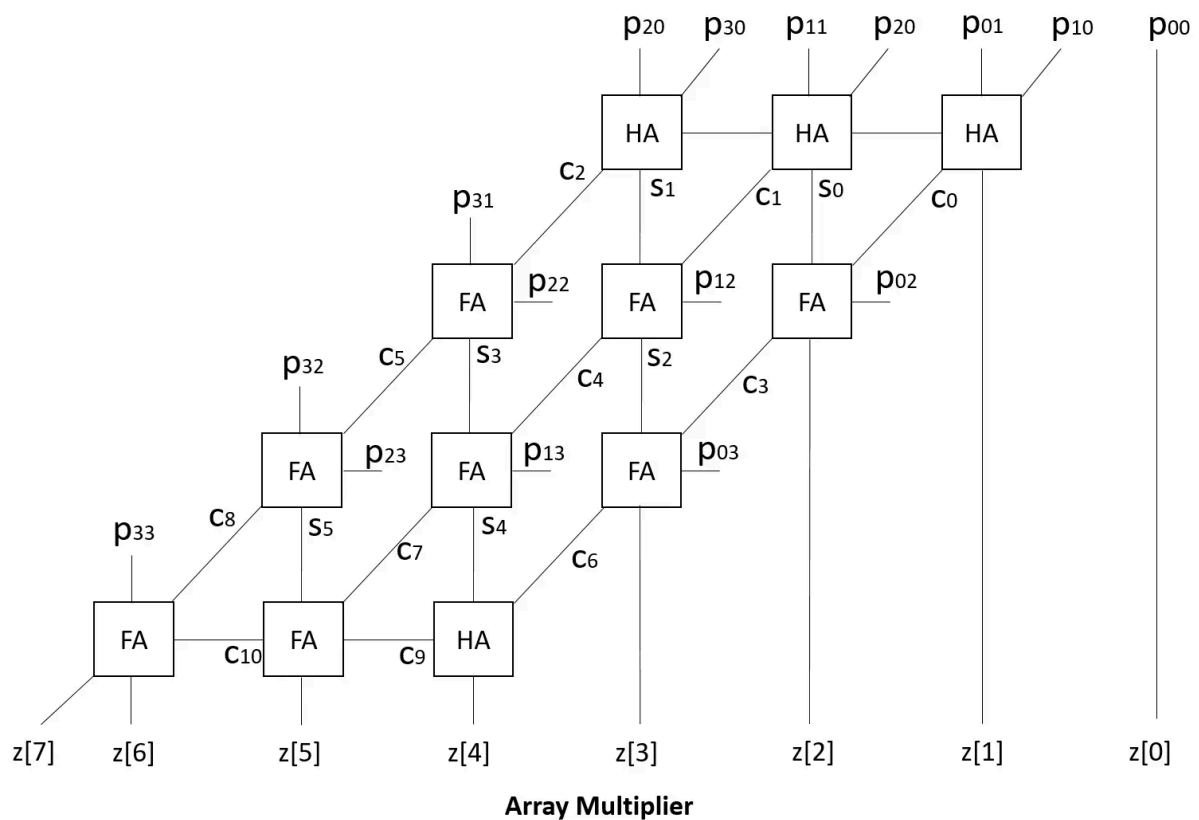 p20 p30 p11 p20 p01 p10 p00
HA HA HA
c2 s1 c1 s0 c0
p31
FA p22 FA p12 FA p02
c5 s3 c4 s2 c3
p32
FA p23 FA p13 FA p03
c8 s5 c7 s4 c6
p33
FA c10 FA c9 HA
z[7] z[6] z[5] z[4] z[3] z[2] z[1] z[0]
Array Multiplier